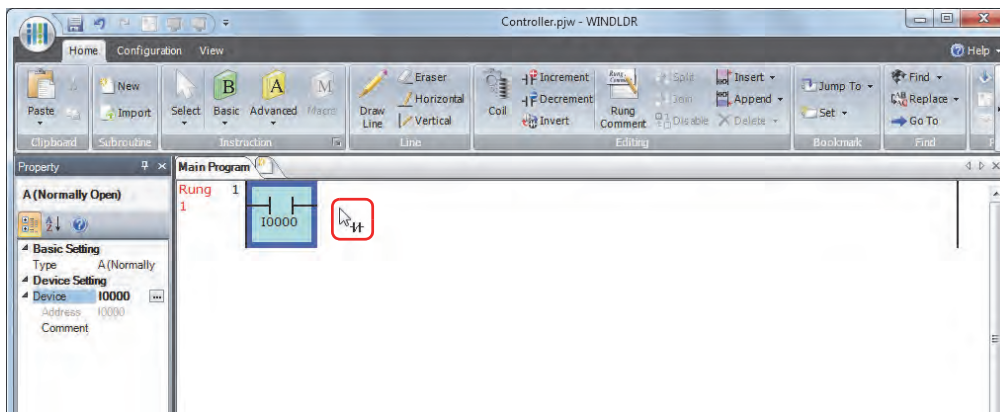 Controller.pjw - WINDLDR
Home Configuration View Help
Paste
New
Import
Select Basic Advanced Macro
B A M
Draw Line
Eraser
Horizontal
Vertical
Coil
Increment
Decrement
Invert
Rung Comment
Split
Join
Disable
Insert
Append
Delete
Jump To
Set
Find
Replace
Go To
Clipboard Subroutine Instruction Line Editing Bookmark Find
Property
Main Program
A (Normally Open)
Rung 1
1
I0000
Basic Setting
Type A (Normally
Device Setting
Device I0000 ...
Address I0000
Comment